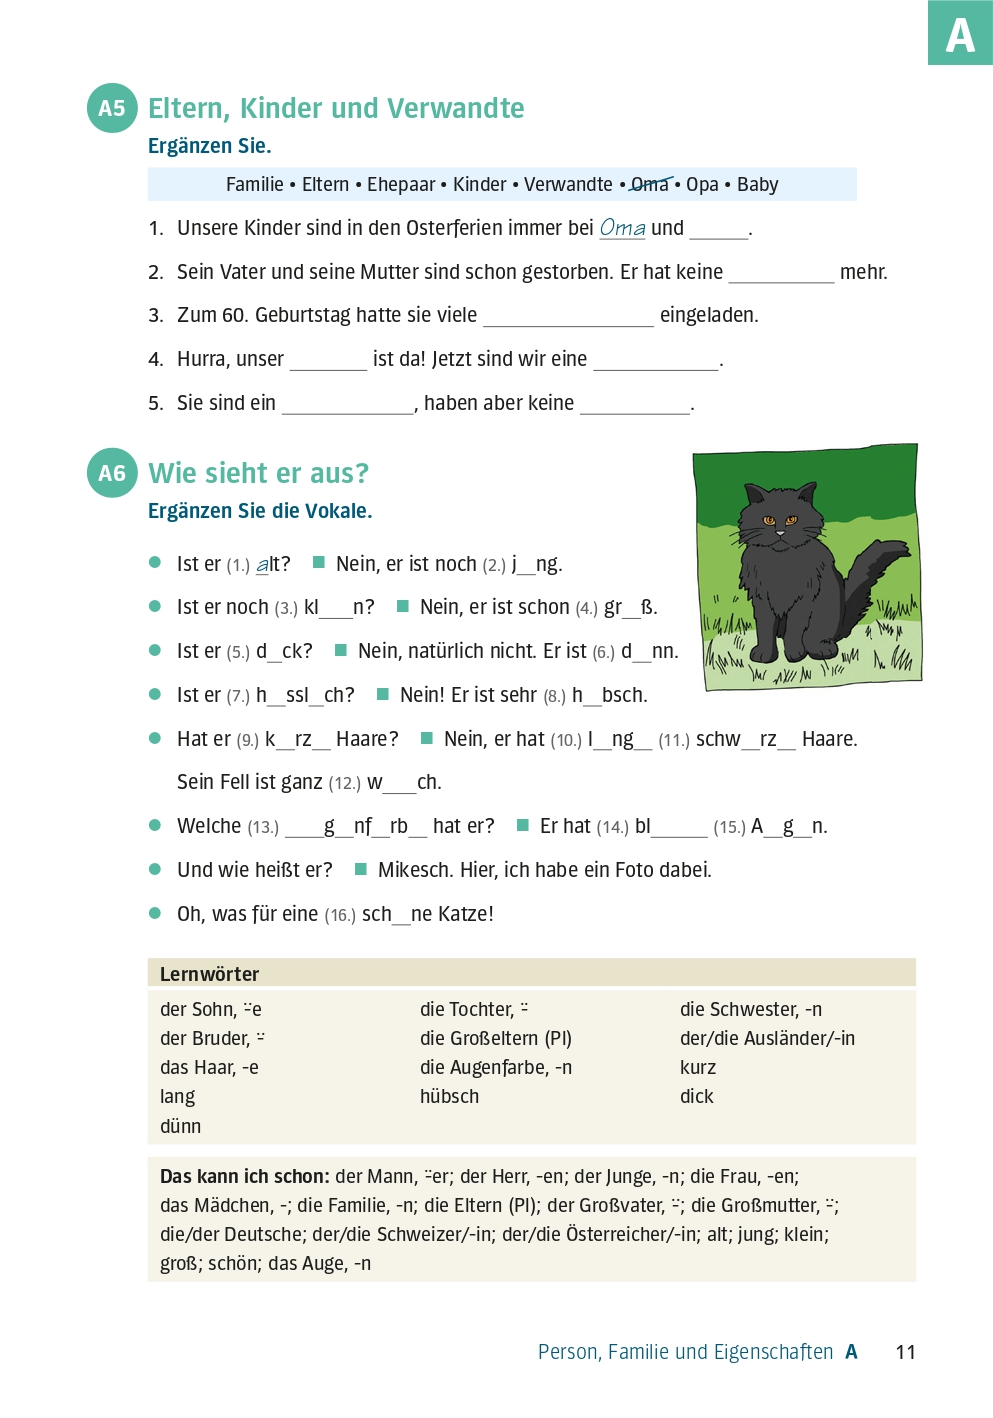 A
A5 Eltern, Kinder und Verwandte
Ergänzen Sie.
Familie • Eltern • Ehepaar • Kinder • Verwandte • Oma • Opa • Baby
1. Unsere Kinder sind in den Osterferien immer bei Oma und ______.
2. Sein Vater und seine Mutter sind schon gestorben. Er hat keine __________ mehr.
3. Zum 60. Geburtstag hatte sie viele ________________ eingeladen.
4. Hurra, unser _______ ist da! Jetzt sind wir eine ____________.
5. Sie sind ein ____________, haben aber keine __________.
A6 Wie sieht er aus?
Ergänzen Sie die Vokale.
● Ist er (1.) alt? ■ Nein, er ist noch (2.) j__ng.
● Ist er noch (3.) kl____n? ■ Nein, er ist schon (4.) gr__ß.
● Ist er (5.) d__ck? ■ Nein, natürlich nicht. Er ist (6.) d__nn.
● Ist er (7.) h__ssl__ch? ■ Nein! Er ist sehr (8.) h__bsch.
● Hat er (9.) k__rz__ Haare? ■ Nein, er hat (10.) l__ng__ (11.) schw__rz__ Haare.
Sein Fell ist ganz (12.) w____ch.
● Welche (13.) ____g__nf__rb__ hat er? ■ Er hat (14.) bl______ (15.) A__g__n.
● Und wie heißt er? ■ Mikesch. Hier, ich habe ein Foto dabei.
● Oh, was für eine (16.) sch__ne Katze!
Lernwörter
der Sohn, ¨-e die Tochter, ¨- die Schwester, -n
der Bruder, ¨- die Großeltern (Pl) der/die Ausländer/-in
das Haar, -e die Augenfarbe, -n kurz
lang hübsch dick
dünn
Das kann ich schon: der Mann, ¨-er; der Herr, -en; der Junge, -n; die Frau, -en;
das Mädchen, -; die Familie, -n; die Eltern (Pl); der Großvater, ¨-; die Großmutter, ¨-;
die/der Deutsche; der/die Schweizer/-in; der/die Österreicher/-in; alt; jung; klein;
groß; schön; das Auge, -n
Person, Familie und Eigenschaften A 11